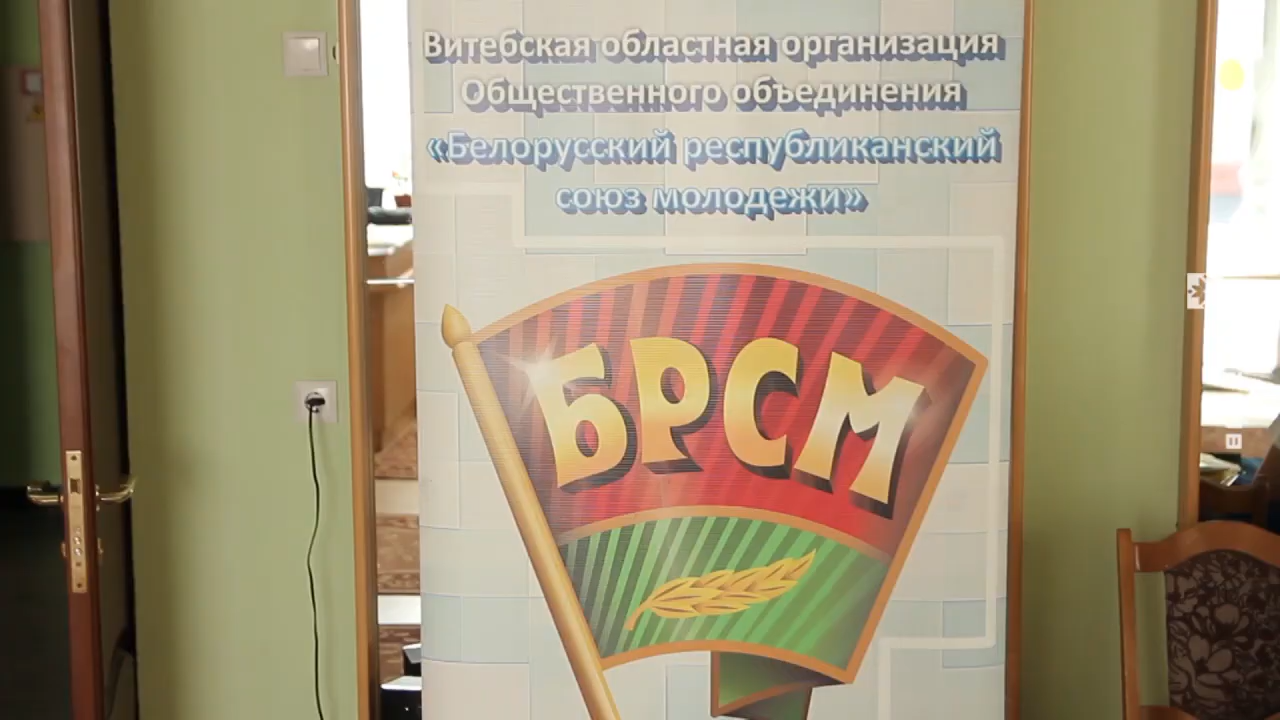 Витебская областная организация
Общественного объединения
«Белорусский республиканский
союз молодежи»
БРСМ